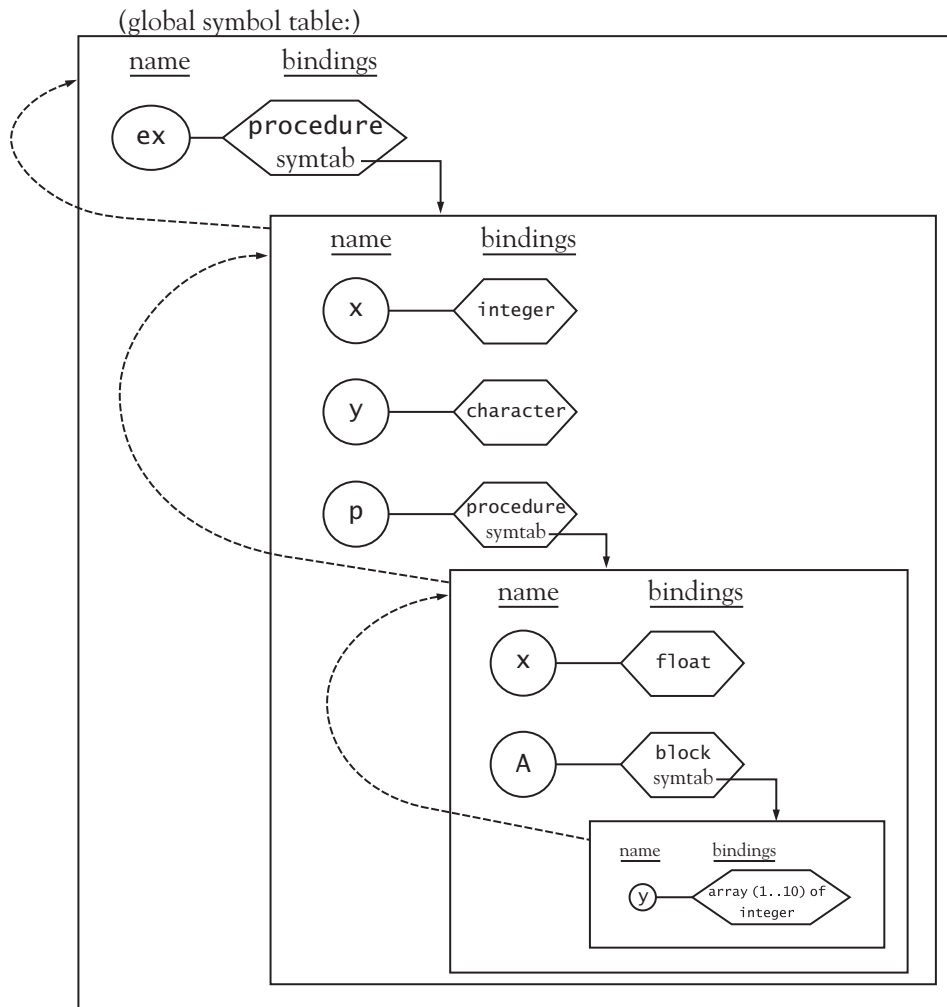 (global symbol table:)
name bindings
ex procedure
symtab
name bindings
x integer
y character
p procedure
symtab
name bindings
x float
A block
symtab
name bindings
y array (1..10) of
integer